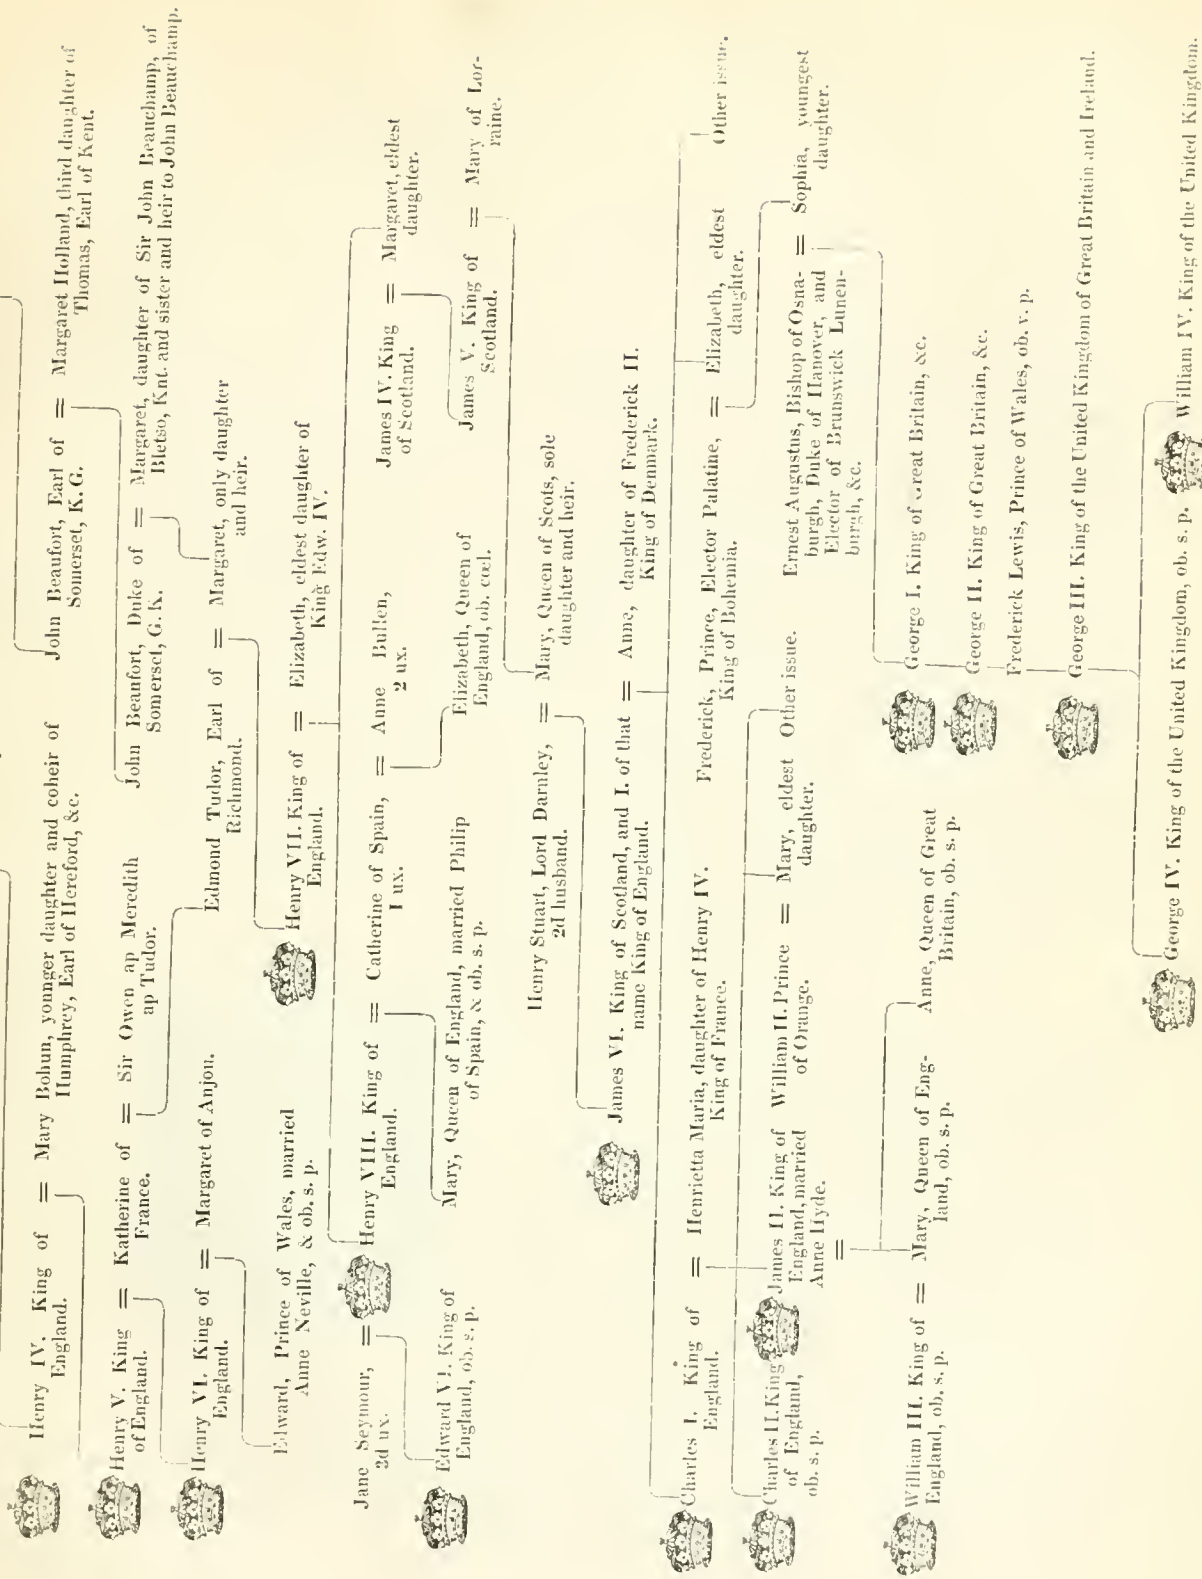 Henry IV. King of
England.
=
Mary Bohun, younger daughter and coheir of
Humphrey, Earl of Hereford, &c.
John Beaufort, Earl of
Somerset, K. G.
=
Margaret Holland, third daughter of
Thomas, Earl of Kent.
Henry V. King
of England.
=
Katherine of
France.
=
Sir Owen ap Meredith
ap Tudor.
John Beaufort, Duke of
Somerset, G. K.
=
Margaret, daughter of Sir John Beauchamp, of
Bletso, Knt. and sister and heir to John Beauchamp.
Henry VI. King of
England.
=
Margaret of Anjou.
Edmond Tudor, Earl of
Richmond.
=
Margaret, only daughter
and heir.
Edward, Prince of Wales, married
Anne Neville, & ob. s. p.
Henry VII. King of
England.
=
Elizabeth, eldest daughter of
King Edw. IV.
Jane Seymour,
3d ux.
=
Henry VIII. King of
England.
=
Catherine of Spain,
1 ux.
=
Anne Bullen,
2 ux.
James IV. King
of Scotland.
=
Margaret, eldest
daughter.
Edward VI. King of
England, ob. s. p.
Mary, Queen of England, married Philip
of Spain, & ob. s. p.
Elizabeth, Queen of
England, ob. cœl.
James V. King of
Scotland.
=
Mary of Lor-
raine.
Henry Stuart, Lord Darnley,
2d husband.
=
Mary, Queen of Scots, sole
daughter and heir.
James VI. King of Scotland, and I. of that
name King of England.
=
Anne, daughter of Frederick II.
King of Denmark.
Charles I. King of
England.
=
Henrietta Maria, daughter of Henry IV.
King of France.
Frederick, Prince, Elector Palatine,
King of Bohemia.
=
Elizabeth, eldest
daughter.
Other issue.
Charles II. King
of England,
ob. s. p.
James II. King of
England, married
Anne Hyde.
=
William II. Prince
of Orange.
=
Mary, eldest
daughter.
Other issue.
Ernest Augustus, Bishop of Osna-
burgh, Duke of Hanover, and
Elector of Brunswick Lunen-
burgh, &c.
=
Sophia, youngest
daughter.
William III. King of
England, ob. s. p.
=
Mary, Queen of Eng-
land, ob. s. p.
Anne, Queen of Great
Britain, ob. s. p.
George I. King of Great Britain, &c.
George II. King of Great Britain, &c.
Frederick Lewis, Prince of Wales, ob. v. p.
George III. King of the United Kingdom of Great Britain and Ireland.
George IV. King of the United Kingdom, ob. s. p.
William IV. King of the United Kingdom.